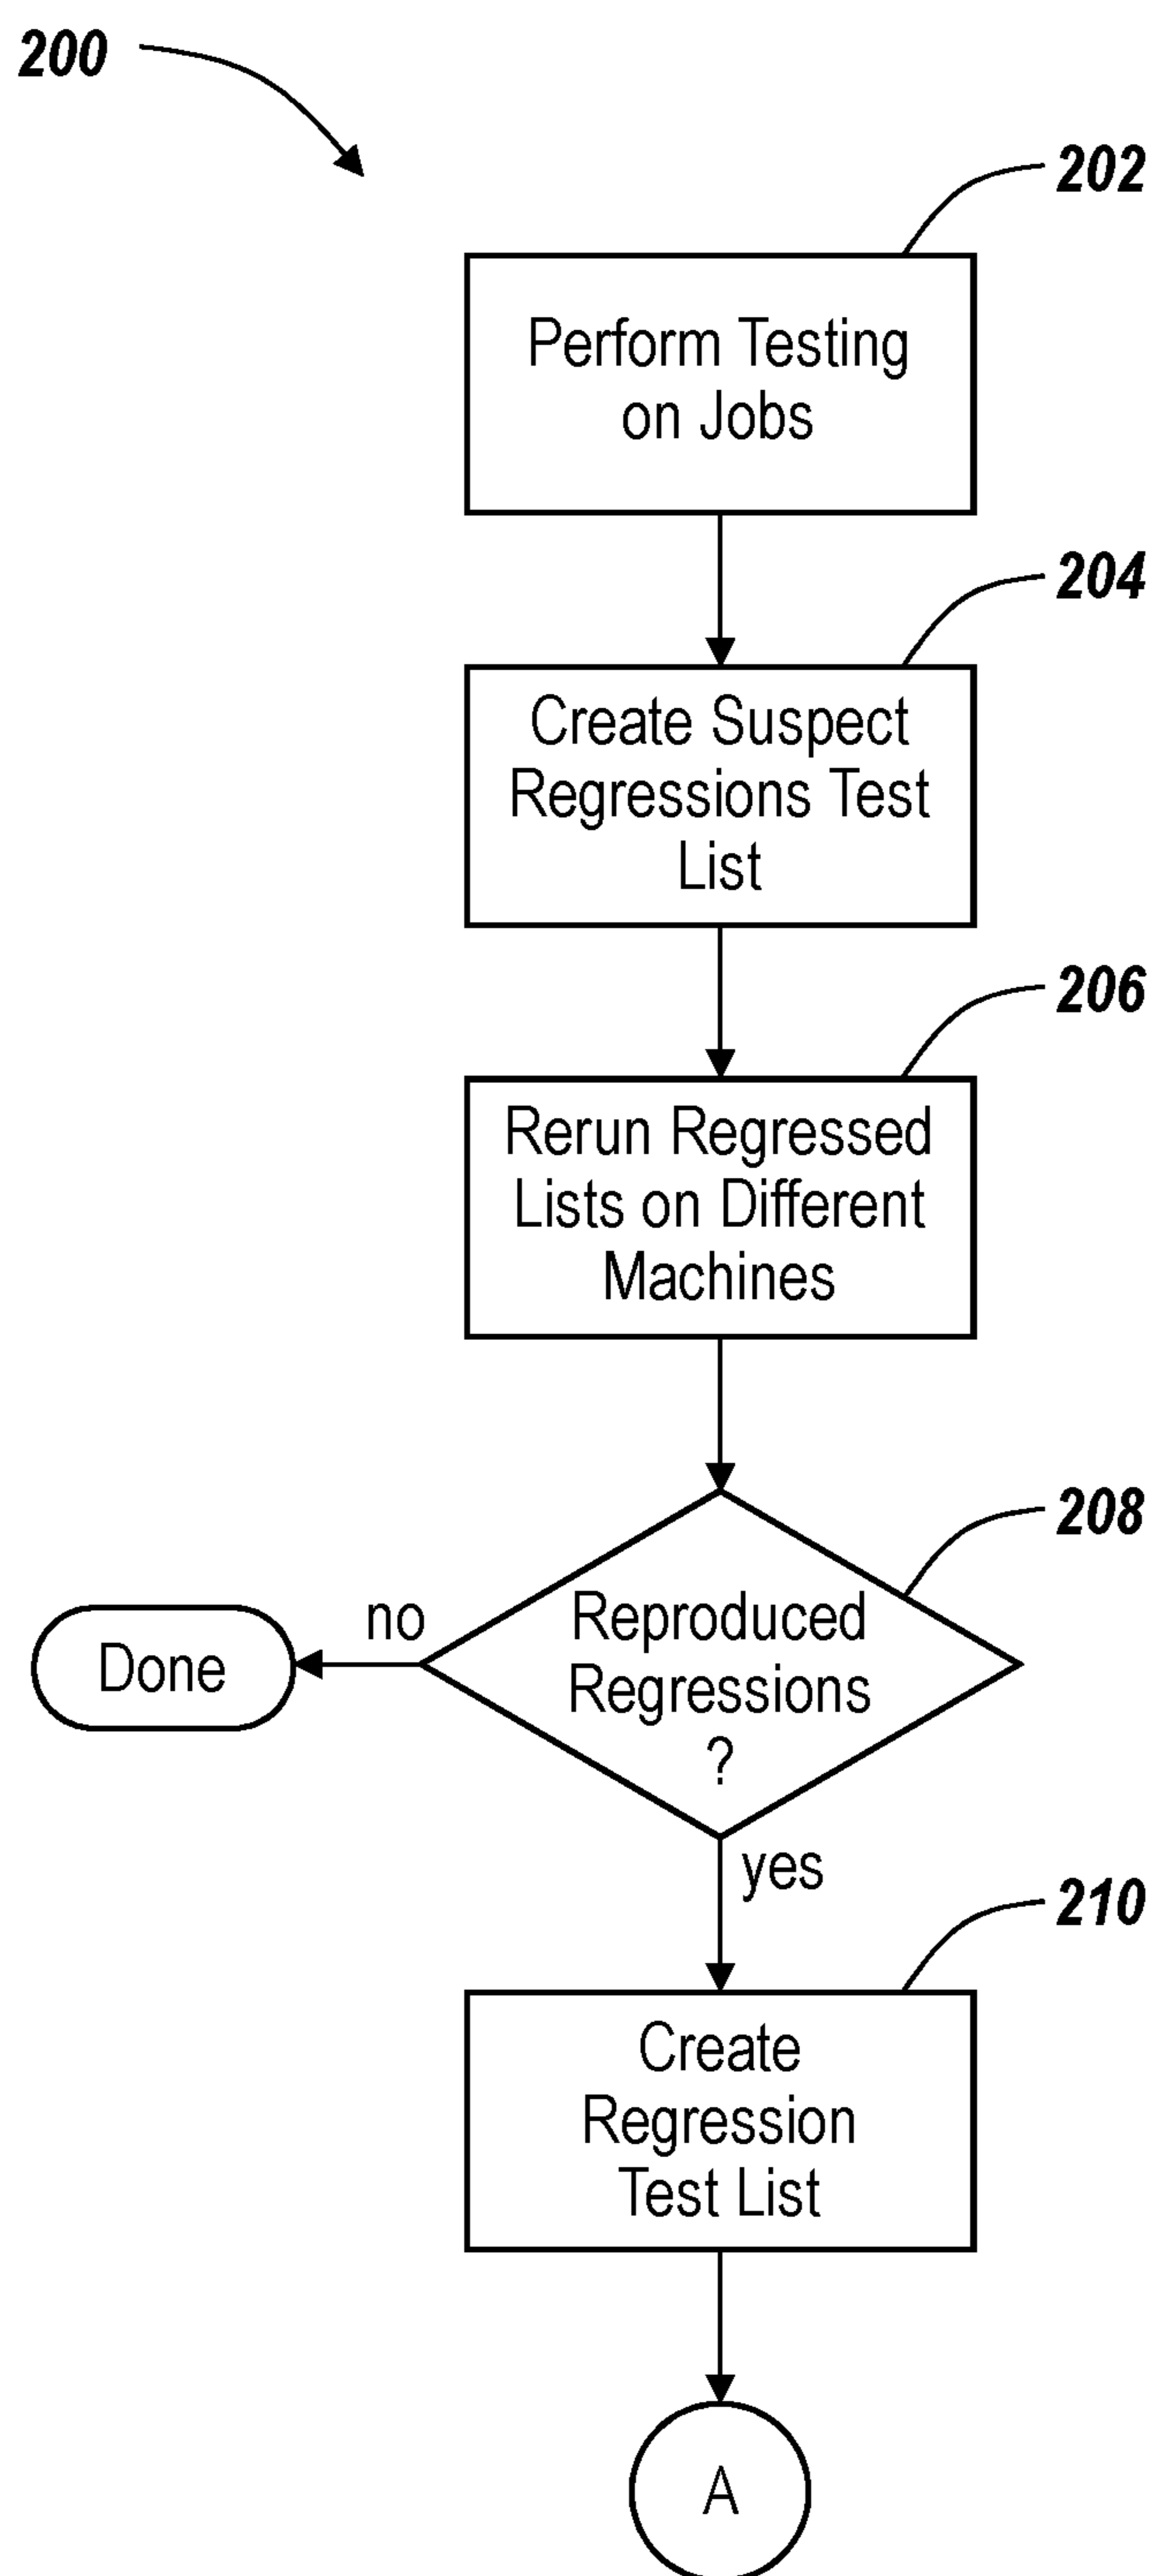 200
202
Perform Testing
on Jobs
204
Create Suspect
Regressions Test
List
206
Rerun Regressed
Lists on Different
Machines
208
Reproduced
Regressions
?
no
Done
yes
210
Create
Regression
Test List
A